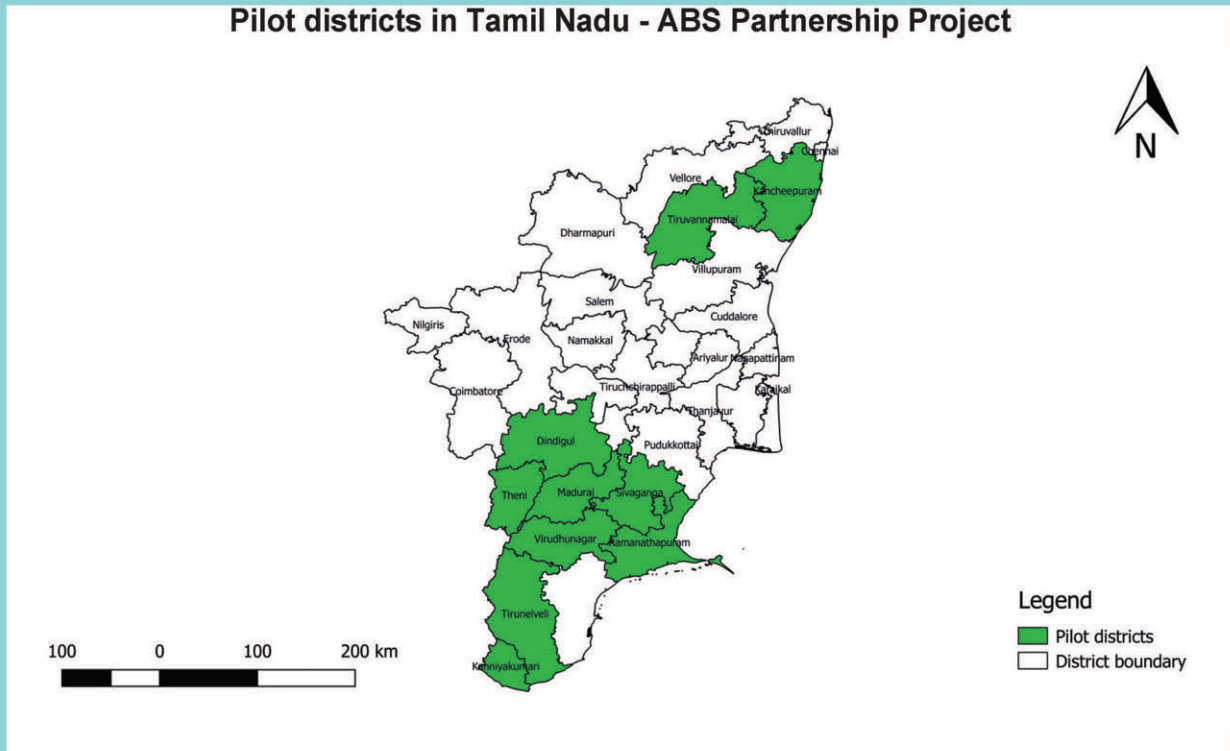 Pilot districts in Tamil Nadu - ABS Partnership Project
N
Thiruvallur
Chennai
Vellore
Kancheepuram
Tiruvannamalai
Dharmapuri
Villupuram
Salem
Cuddalore
Nilgiris
Erode
Namakkal
Ariyalur
Nagapattinam
Tiruchchirappalli
Karaikal
Coimbatore
Thanjavur
Dindigul
Pudukkottai
Theni
Madurai
Sivaganga
Virudhunagar
Ramanathapuram
Tirunelveli
Kanniyakumari
Legend
Pilot districts
District boundary
100 0 100 200 km